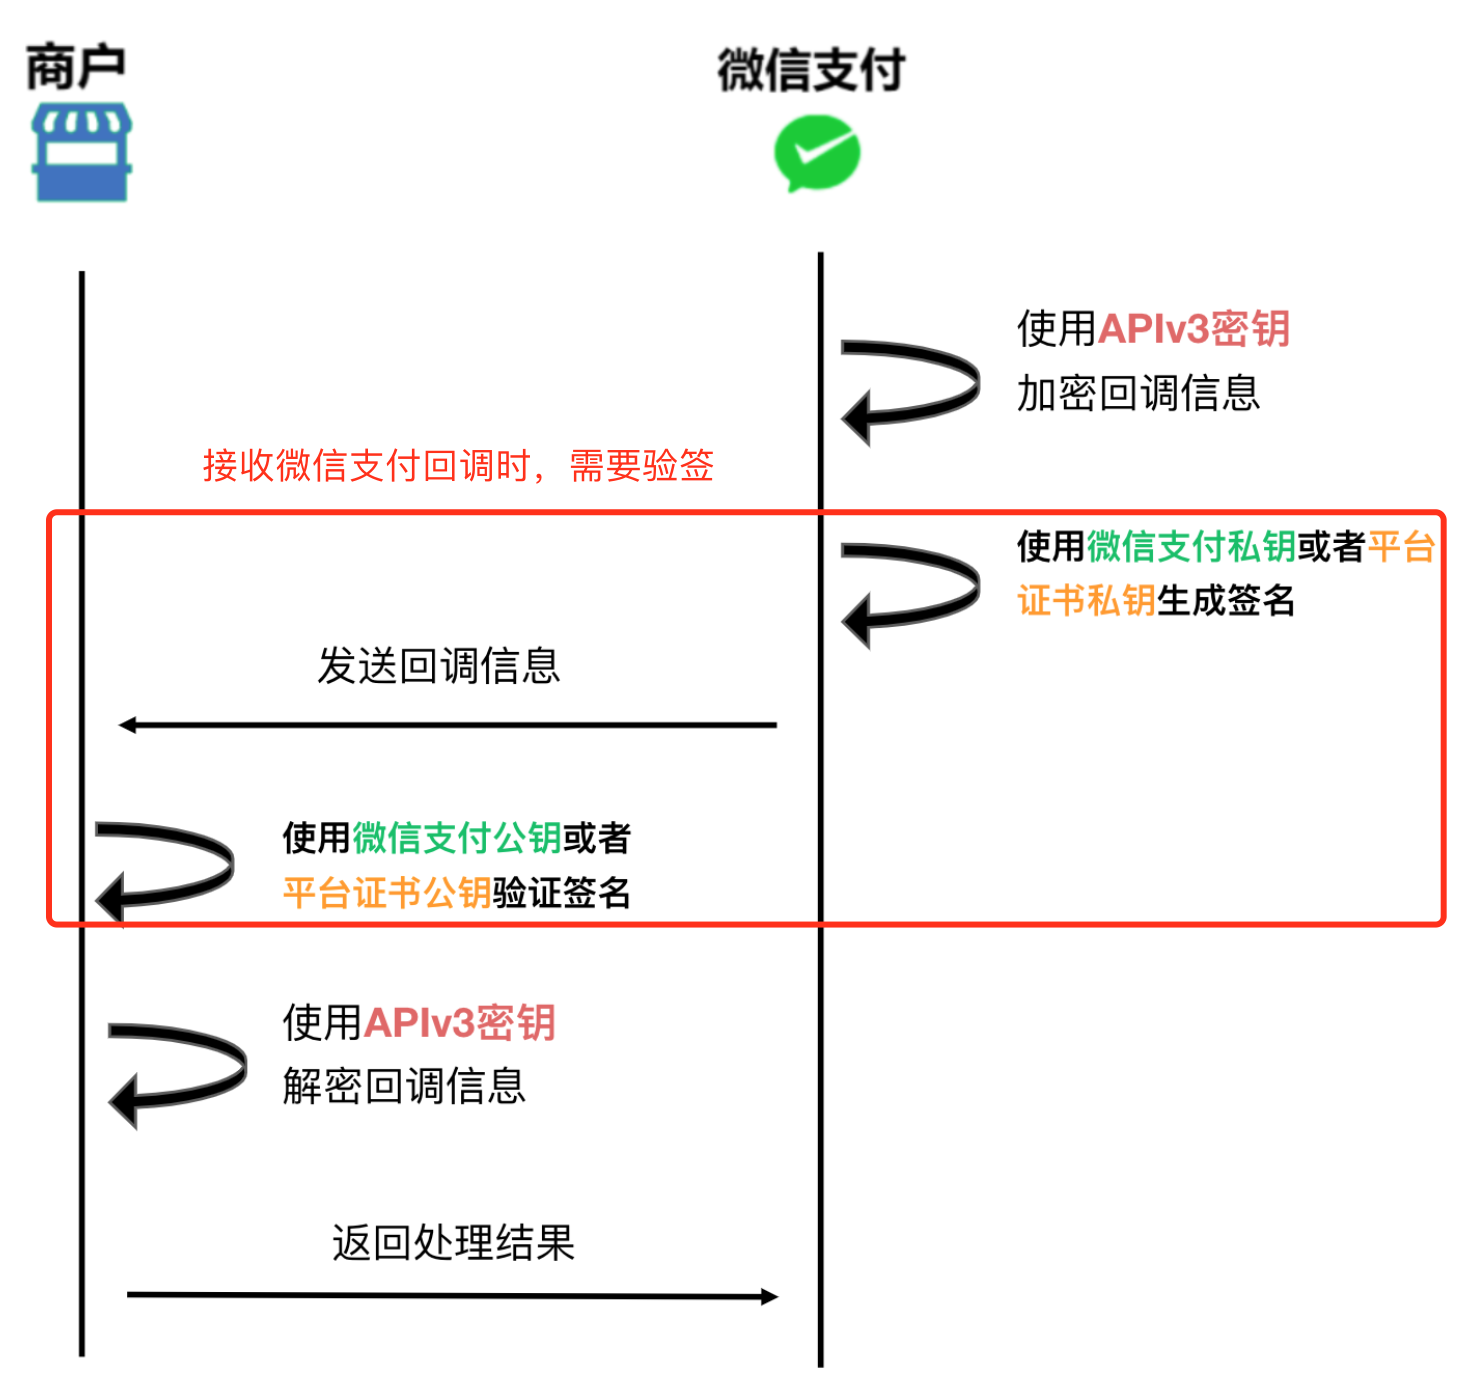 商户
微信支付
使用APIv3密钥
加密回调信息
接收微信支付回调时，需要验签
使用微信支付私钥或者平台
证书私钥生成签名
发送回调信息
使用微信支付公钥或者
平台证书公钥验证签名
使用APIv3密钥
解密回调信息
返回处理结果